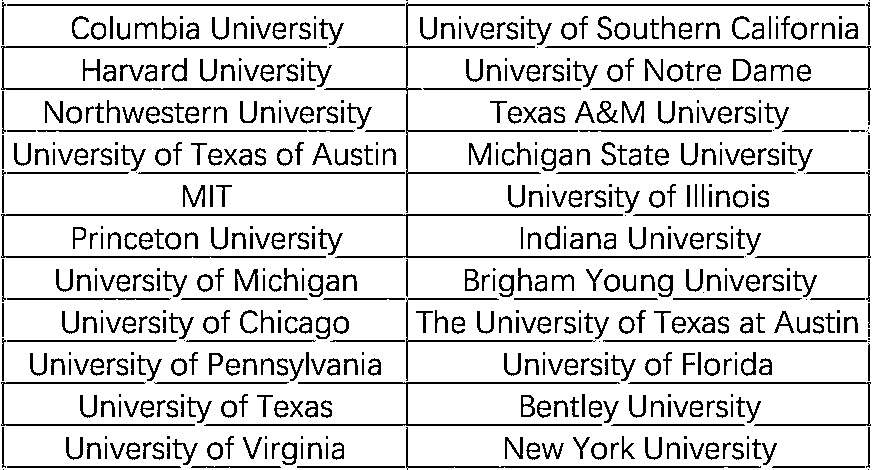 Columbia University University of Southern California
Harvard University University of Notre Dame
Northwestern University Texas A&M University
University of Texas of Austin Michigan State University
MIT University of Illinois
Princeton University Indiana University
University of Michigan Brigham Young University
University of Chicago The University of Texas at Austin
University of Pennsylvania University of Florida
University of Texas Bentley University
University of Virginia New York University